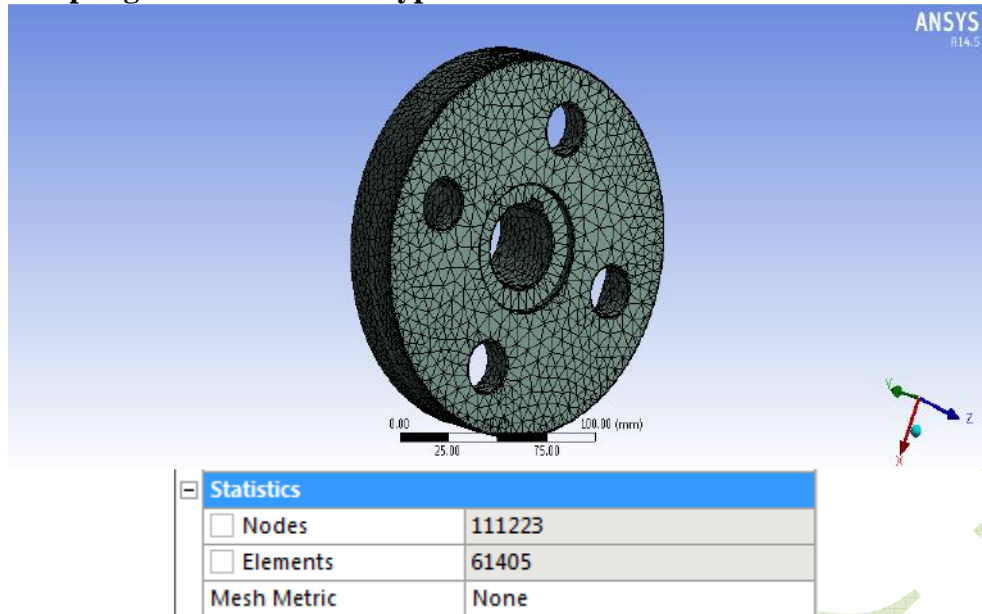 ANSYS
R14.5
0.00
100.00 (mm)
25.00
75.00
Y
Z
X
Statistics
Nodes 111223
Elements 61405
Mesh Metric None